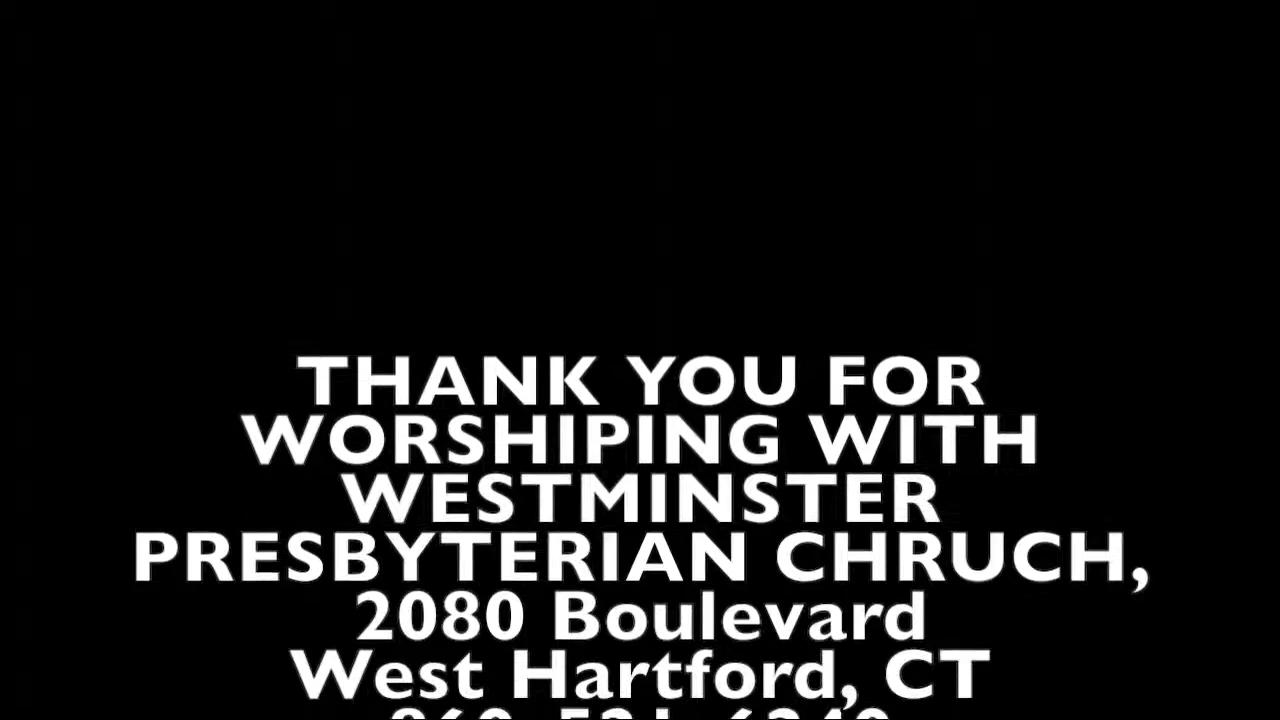 THANK YOU FOR
WORSHIPING WITH
WESTMINSTER
PRESBYTERIAN CHRUCH,
2080 Boulevard
West Hartford, CT